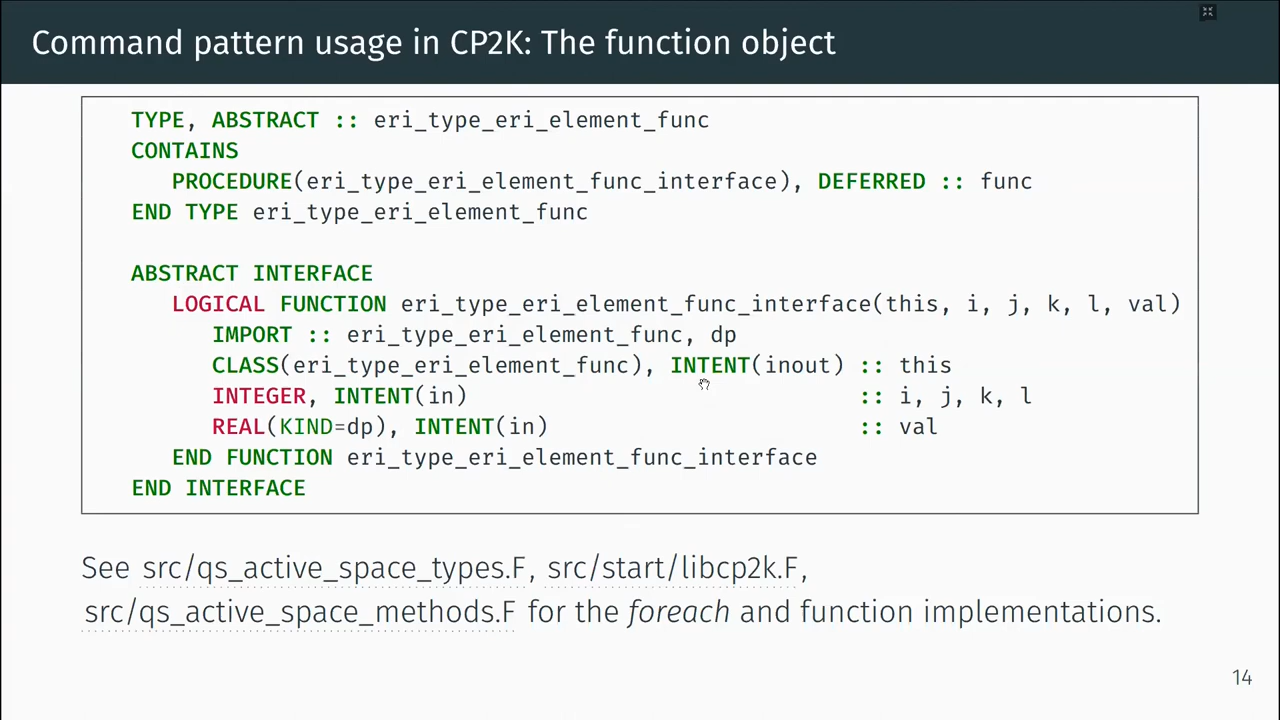 Command pattern usage in CP2K: The function object
TYPE, ABSTRACT :: eri_type_eri_element_func
CONTAINS
PROCEDURE(eri_type_eri_element_func_interface), DEFERRED :: func
END TYPE eri_type_eri_element_func
ABSTRACT INTERFACE
LOGICAL FUNCTION eri_type_eri_element_func_interface(this, i, j, k, l, val)
IMPORT :: eri_type_eri_element_func, dp
CLASS(eri_type_eri_element_func), INTENT(inout) :: this
INTEGER, INTENT(in) :: i, j, k, l
REAL(KIND=dp), INTENT(in) :: val
END FUNCTION eri_type_eri_element_func_interface
END INTERFACE
See src/qs_active_space_types.F, src/start/libcp2k.F,
src/qs_active_space_methods.F for the foreach and function implementations.
14